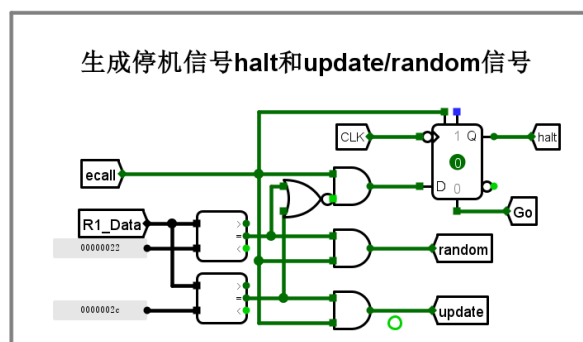 生成停机信号halt和update/random信号
CLK
1 Q
halt
0
ecall
D 0
Go
R1_Data
>
=
<
00000022
random
>
=
<
0000002c
update